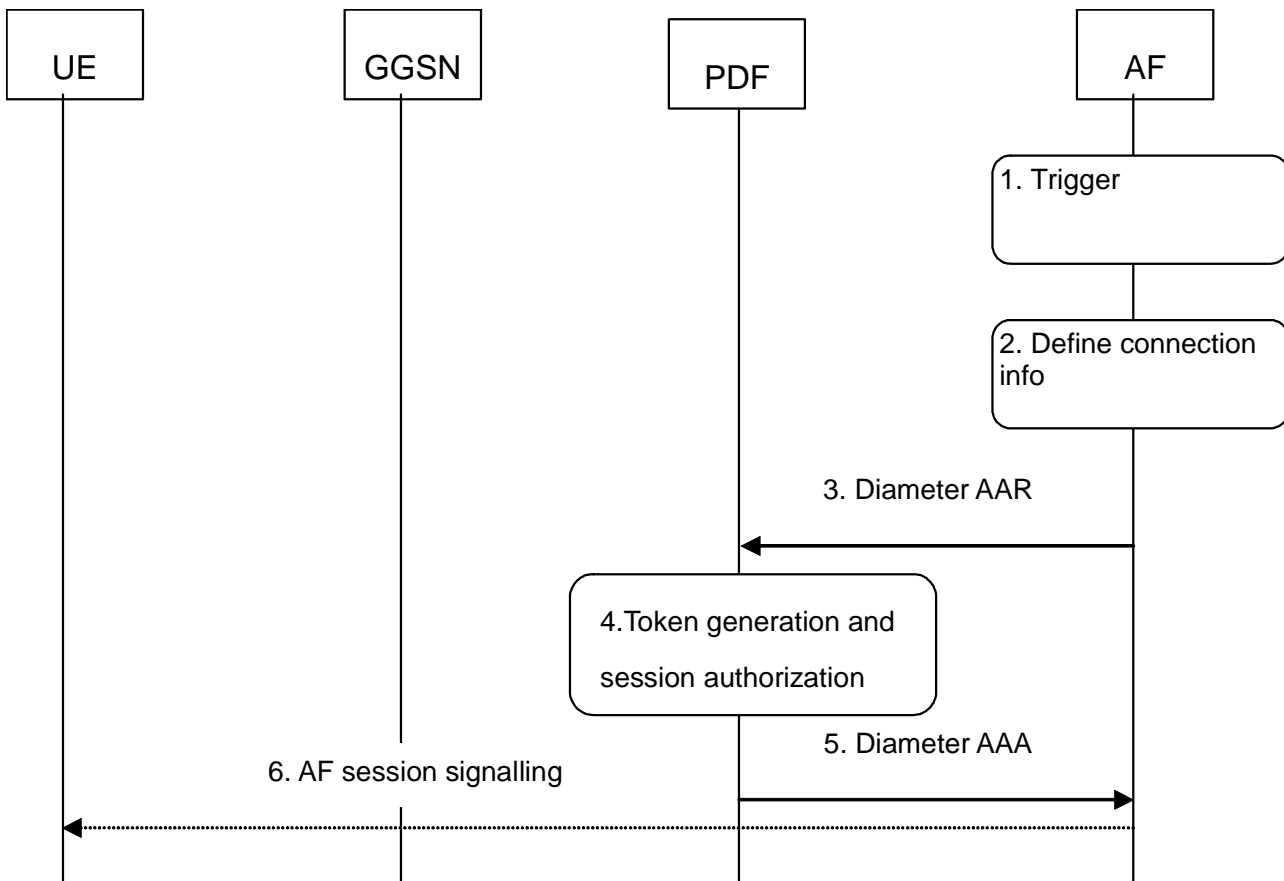 UE
GGSN
PDF
AF
1. Trigger
2. Define connection
info
3. Diameter AAR
4.Token generation and
session authorization
5. Diameter AAA
6. AF session signalling